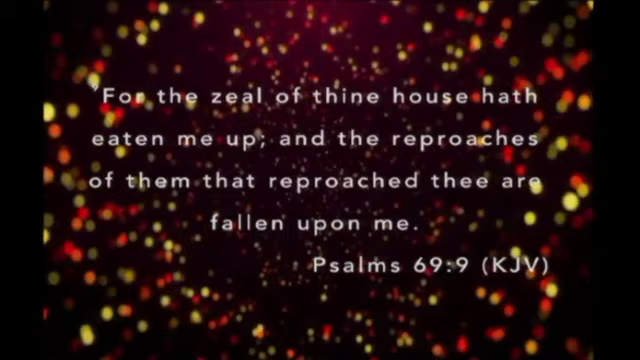 ⁹For the zeal of thine house hath
eaten me up; and the reproaches
of them that reproached thee are
fallen upon me.
Psalms 69:9 (KJV)